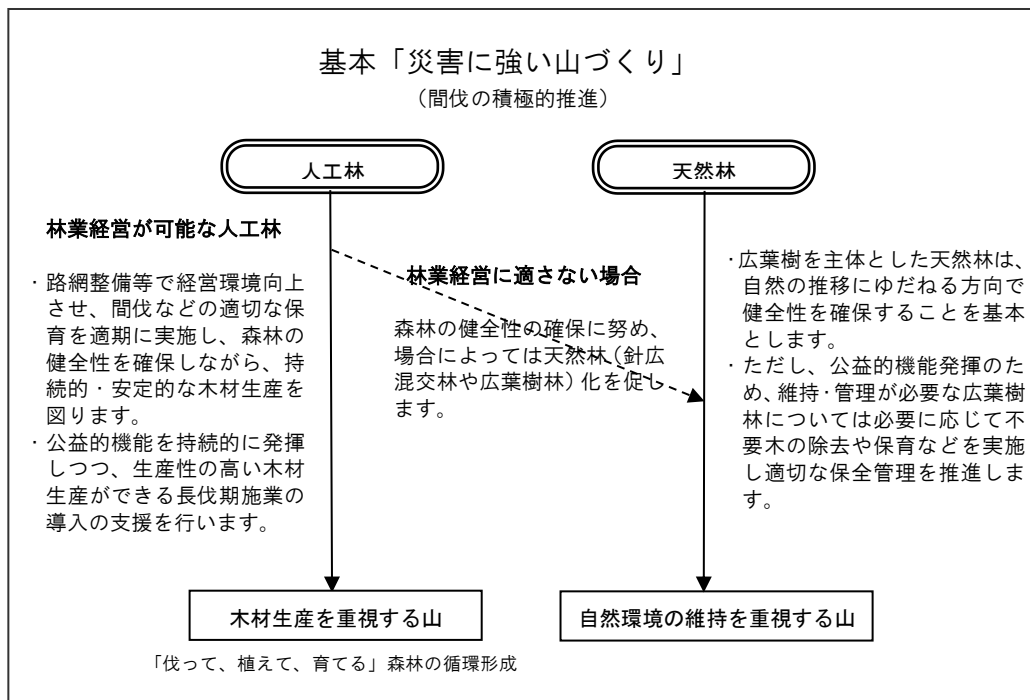 基本「災害に強い山づくり」
（間伐の積極的推進）
人工林
天然林
林業経営が可能な人工林
・路網整備等で経営環境向上
させ、間伐などの適切な保
育を適期に実施し、森林の
健全性を確保しながら、持
続的・安定的な木材生産を
図ります。
・公益的機能を持続的に発揮
しつつ、生産性の高い木材
生産ができる長伐期施業の
導入の支援を行います。
林業経営に適さない場合
森林の健全性の確保に努め、
場合によっては天然林（針広
混交林や広葉樹林）化を促し
ます。
・広葉樹を主体とした天然林は、
自然の推移にゆだねる方向で
健全性を確保することを基本
とします。
・ただし、公益的機能発揮のた
め、維持・管理が必要な広葉樹
林については必要に応じて不
要木の除去や保育などを実施
し適切な保全管理を推進しま
す。
木材生産を重視する山
自然環境の維持を重視する山
「伐って、植えて、育てる」森林の循環形成